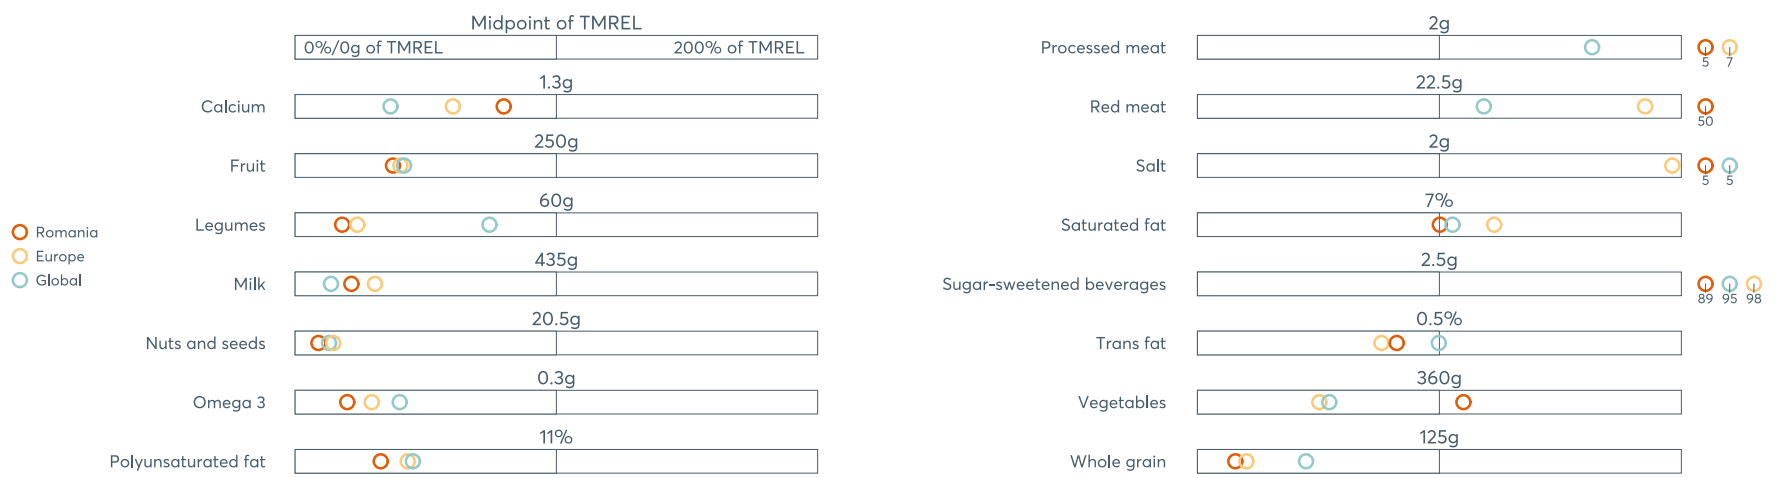 Midpoint of TMREL
0%/0g of TMREL 200% of TMREL
1.3g
Calcium
250g
Fruit
60g
Legumes
435g
Milk
20.5g
Nuts and seeds
0.3g
Omega 3
11%
Polyunsaturated fat
Romania
Europe
Global
2g
Processed meat
5 7
22.5g
Red meat
50
2g
Salt
5 5
7%
Saturated fat
2.5g
Sugar-sweetened beverages
89 95 98
0.5%
Trans fat
360g
Vegetables
125g
Whole grain